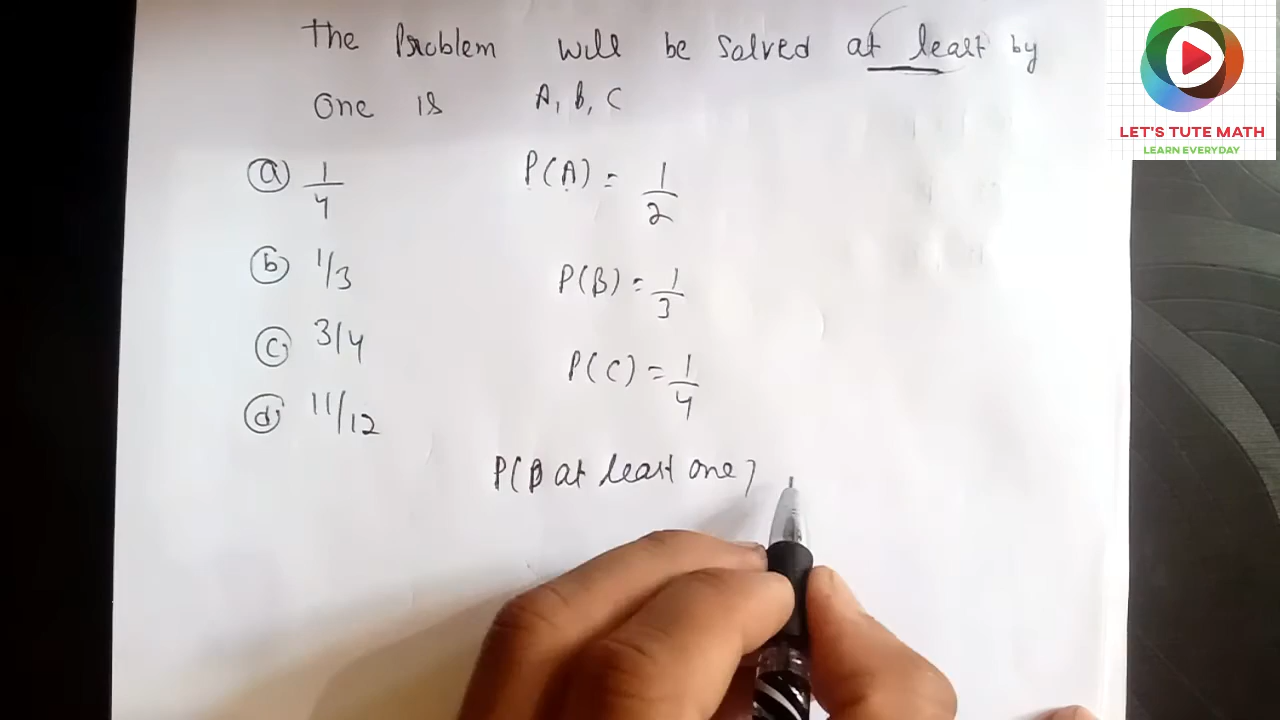 The Problem will be solved at least by
one is A, B, C
(a) 1/4
P(A) = 1/2
(b) 1/3
P(B) = 1/3
(c) 3/4
P(C) = 1/4
(d) 11/12
P(B at least one)
LET'S TUTE MATH
LEARN EVERYDAY